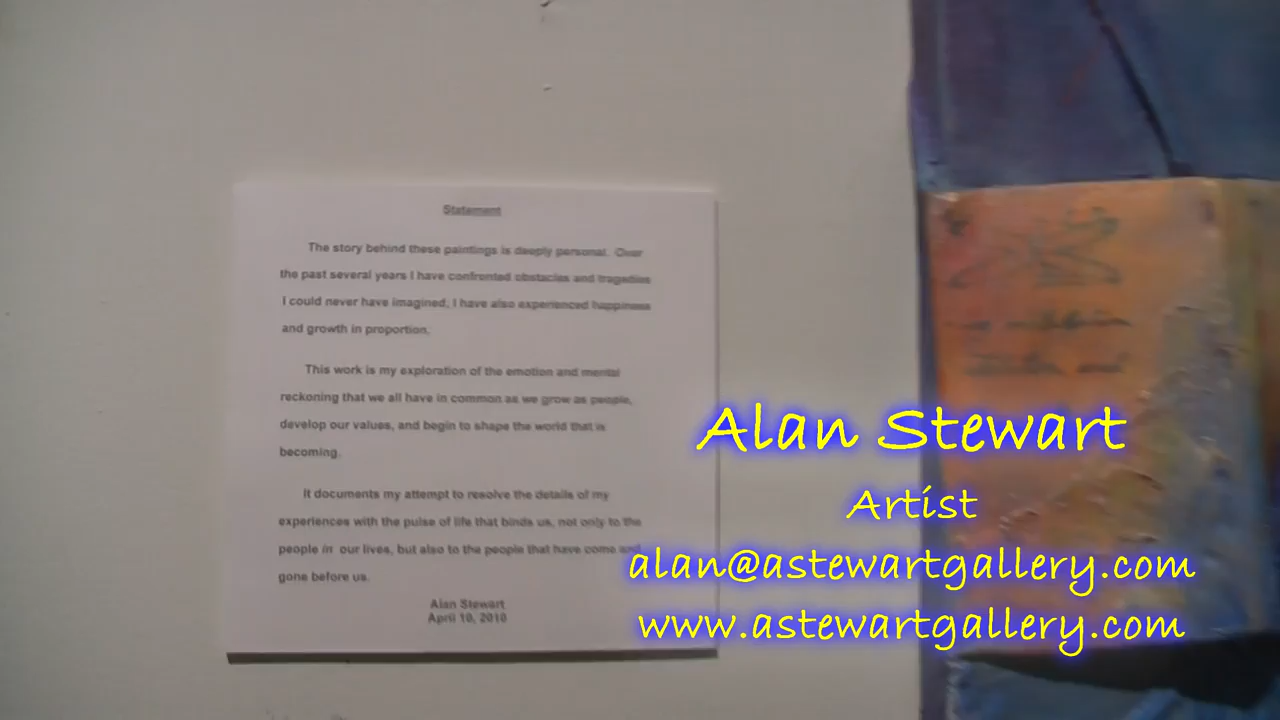 Statement
The story behind these paintings is deeply personal. Over
the past several years I have confronted obstacles and tragedies
I could never have imagined; I have also experienced happiness
and growth in proportion.
This work is my exploration of the emotion and mental
reckoning that we all have in common as we grow as people,
develop our values, and begin to shape the world that is
becoming.
It documents my attempt to resolve the details of my
experiences with the pulse of life that binds us, not only to the
people in our lives, but also to the people that have come and
gone before us.
Alan Stewart
April 10, 2010
Alan Stewart
Artist
alan@astewartgallery.com
www.astewartgallery.com